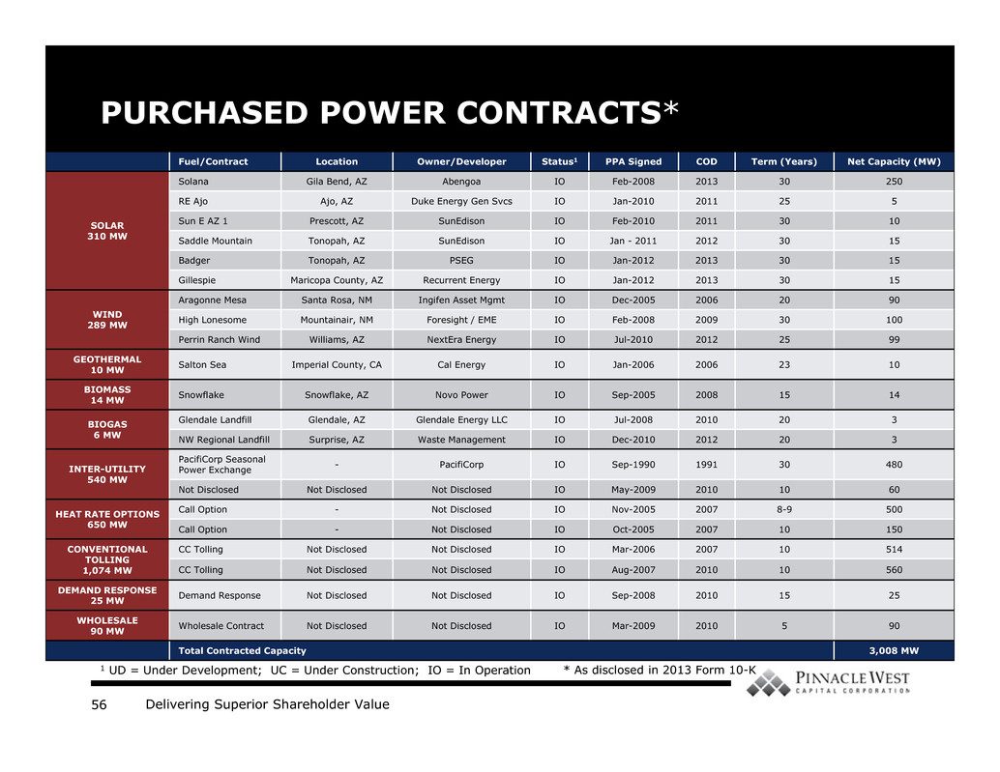 PURCHASED POWER CONTRACTS*
Fuel/Contract Location Owner/Developer Status1 PPA Signed COD Term (Years) Net Capacity (MW)
SOLAR
310 MW
Solana Gila Bend, AZ Abengoa IO Feb-2008 2013 30 250
RE Ajo Ajo, AZ Duke Energy Gen Svcs IO Jan-2010 2011 25 5
Sun E AZ 1 Prescott, AZ SunEdison IO Feb-2010 2011 30 10
Saddle Mountain Tonopah, AZ SunEdison IO Jan - 2011 2012 30 15
Badger Tonopah, AZ PSEG IO Jan-2012 2013 30 15
Gillespie Maricopa County, AZ Recurrent Energy IO Jan-2012 2013 30 15
WIND
289 MW
Aragonne Mesa Santa Rosa, NM Ingifen Asset Mgmt IO Dec-2005 2006 20 90
High Lonesome Mountainair, NM Foresight / EME IO Feb-2008 2009 30 100
Perrin Ranch Wind Williams, AZ NextEra Energy IO Jul-2010 2012 25 99
GEOTHERMAL
10 MW
Salton Sea Imperial County, CA Cal Energy IO Jan-2006 2006 23 10
BIOMASS
14 MW
Snowflake Snowflake, AZ Novo Power IO Sep-2005 2008 15 14
BIOGAS
6 MW
Glendale Landfill Glendale, AZ Glendale Energy LLC IO Jul-2008 2010 20 3
NW Regional Landfill Surprise, AZ Waste Management IO Dec-2010 2012 20 3
INTER-UTILITY
540 MW
PacifiCorp Seasonal
Power Exchange - PacifiCorp IO Sep-1990 1991 30 480
Not Disclosed Not Disclosed Not Disclosed IO May-2009 2010 10 60
HEAT RATE OPTIONS
650 MW
Call Option - Not Disclosed IO Nov-2005 2007 8-9 500
Call Option - Not Disclosed IO Oct-2005 2007 10 150
CONVENTIONAL
TOLLING
1,074 MW
CC Tolling Not Disclosed Not Disclosed IO Mar-2006 2007 10 514
CC Tolling Not Disclosed Not Disclosed IO Aug-2007 2010 10 560
DEMAND RESPONSE
25 MW
Demand Response Not Disclosed Not Disclosed IO Sep-2008 2010 15 25
WHOLESALE
90 MW
Wholesale Contract Not Disclosed Not Disclosed IO Mar-2009 2010 5 90
Total Contracted Capacity 3,008 MW
1 UD = Under Development; UC = Under Construction; IO = In Operation * As disclosed in 2013 Form 10-K
PINNACLE WEST
CAPITAL CORPORATION
56 Delivering Superior Shareholder Value